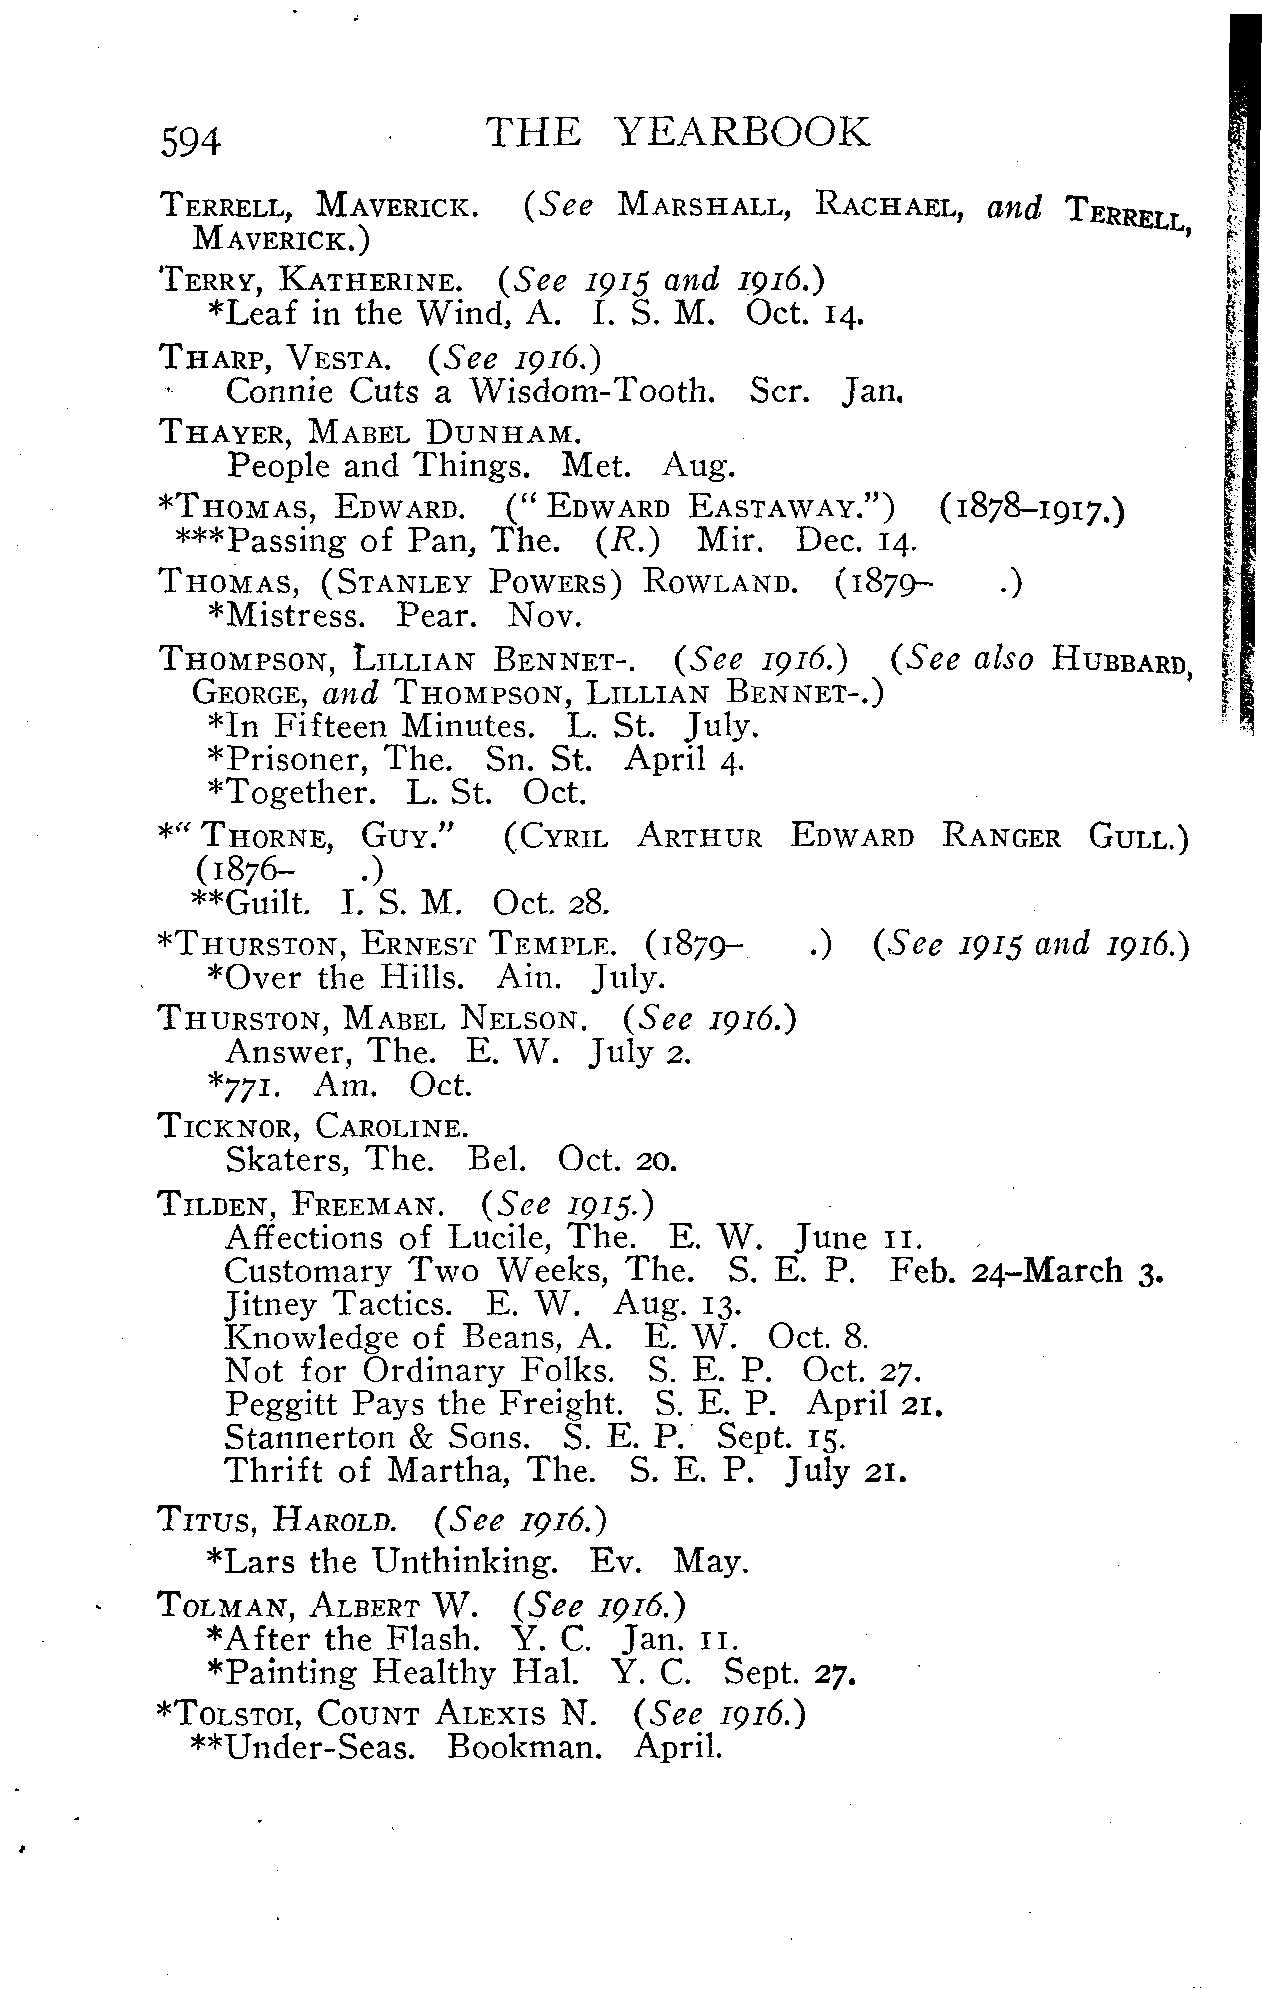 594 THE YEARBOOK
TERRELL, MAVERICK. (See MARSHALL, RACHAEL, and TERRELL,
MAVERICK.)
TERRY, KATHERINE. (See 1915 and 1916.)
*Leaf in the Wind, A. I. S. M. Oct. 14.
THARP, VESTA. (See 1916.)
Connie Cuts a Wisdom-Tooth. Scr. Jan.
THAYER, MABEL DUNHAM.
People and Things. Met. Aug.
*THOMAS, EDWARD. (“ EDWARD EASTAWAY.”) (1878–1917.)
***Passing of Pan, The. (R.) Mir. Dec. 14.
THOMAS, (STANLEY POWERS) ROWLAND. (1879– .)
*Mistress. Pear. Nov.
THOMPSON, LILLIAN BENNET-. (See 1916.) (See also HUBBARD,
GEORGE, and THOMPSON, LILLIAN BENNET-.)
*In Fifteen Minutes. L. St. July.
*Prisoner, The. Sn. St. April 4.
*Together. L. St. Oct.
*“ THORNE, GUY.” (CYRIL ARTHUR EDWARD RANGER GULL.)
(1876– .)
**Guilt. I. S. M. Oct. 28.
*THURSTON, ERNEST TEMPLE. (1879– .) (See 1915 and 1916.)
*Over the Hills. Ain. July.
THURSTON, MABEL NELSON. (See 1916.)
Answer, The. E. W. July 2.
*771. Am. Oct.
TICKNOR, CAROLINE.
Skaters, The. Bel. Oct. 20.
TILDEN, FREEMAN. (See 1915.)
Affections of Lucile, The. E. W. June 11.
Customary Two Weeks, The. S. E. P. Feb. 24–March 3.
Jitney Tactics. E. W. Aug. 13.
Knowledge of Beans, A. E. W. Oct. 8.
Not for Ordinary Folks. S. E. P. Oct. 27.
Peggitt Pays the Freight. S. E. P. April 21.
Stannerton & Sons. S. E. P. Sept. 15.
Thrift of Martha, The. S. E. P. July 21.
TITUS, HAROLD. (See 1916.)
*Lars the Unthinking. Ev. May.
TOLMAN, ALBERT W. (See 1916.)
*After the Flash. Y. C. Jan. 11.
*Painting Healthy Hal. Y. C. Sept. 27.
*TOLSTOI, COUNT ALEXIS N. (See 1916.)
**Under-Seas. Bookman. April.